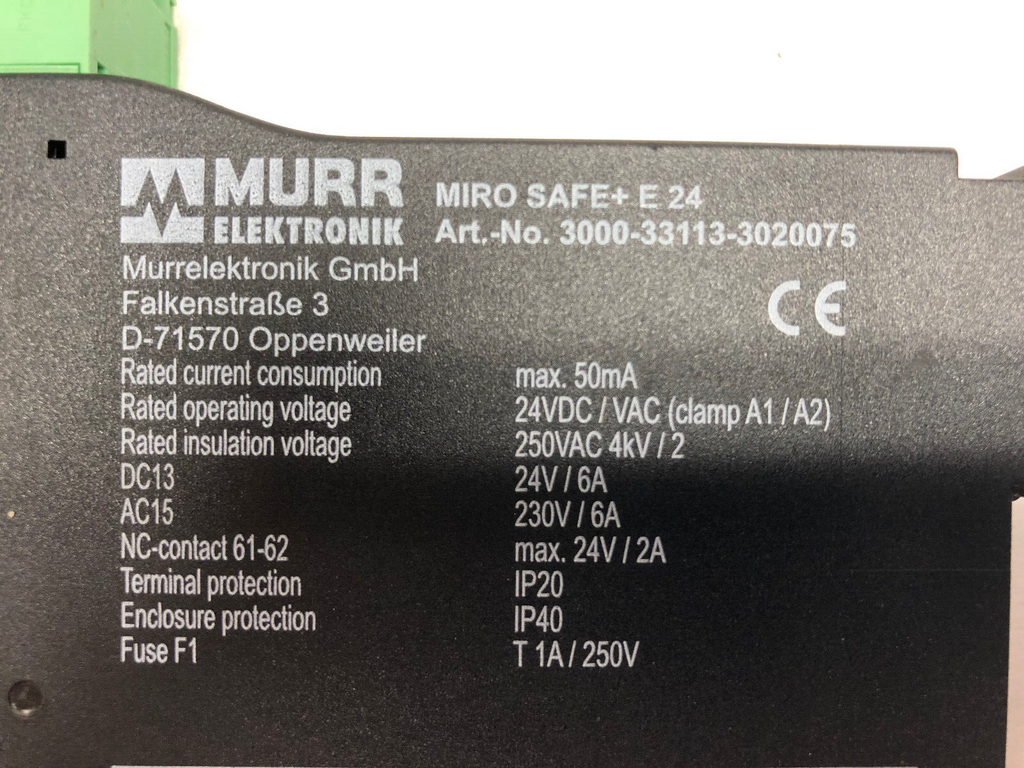 MURR
ELEKTRONIK
MIRO SAFE+ E 24
Art.-No. 3000-33113-3020075
Murrelektronik GmbH
Falkenstraße 3
D-71570 Oppenweiler
CE
Rated current consumption max. 50mA
Rated operating voltage 24VDC / VAC (clamp A1 / A2)
Rated insulation voltage 250VAC 4kV / 2
DC13 24V / 6A
AC15 230V / 6A
NC-contact 61-62 max. 24V / 2A
Terminal protection IP20
Enclosure protection IP40
Fuse F1 T 1A / 250V